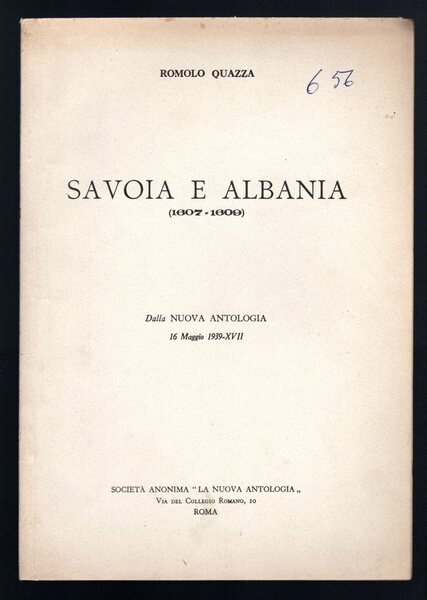 ROMOLO QUAZZA
6 56
SAVOIA E ALBANIA
(1607-1609)
Dalla NUOVA ANTOLOGIA
16 Maggio 1939-XVII
SOCIETÀ ANONIMA "LA NUOVA ANTOLOGIA„
VIA DEL COLLEGIO ROMANO, 10
ROMA